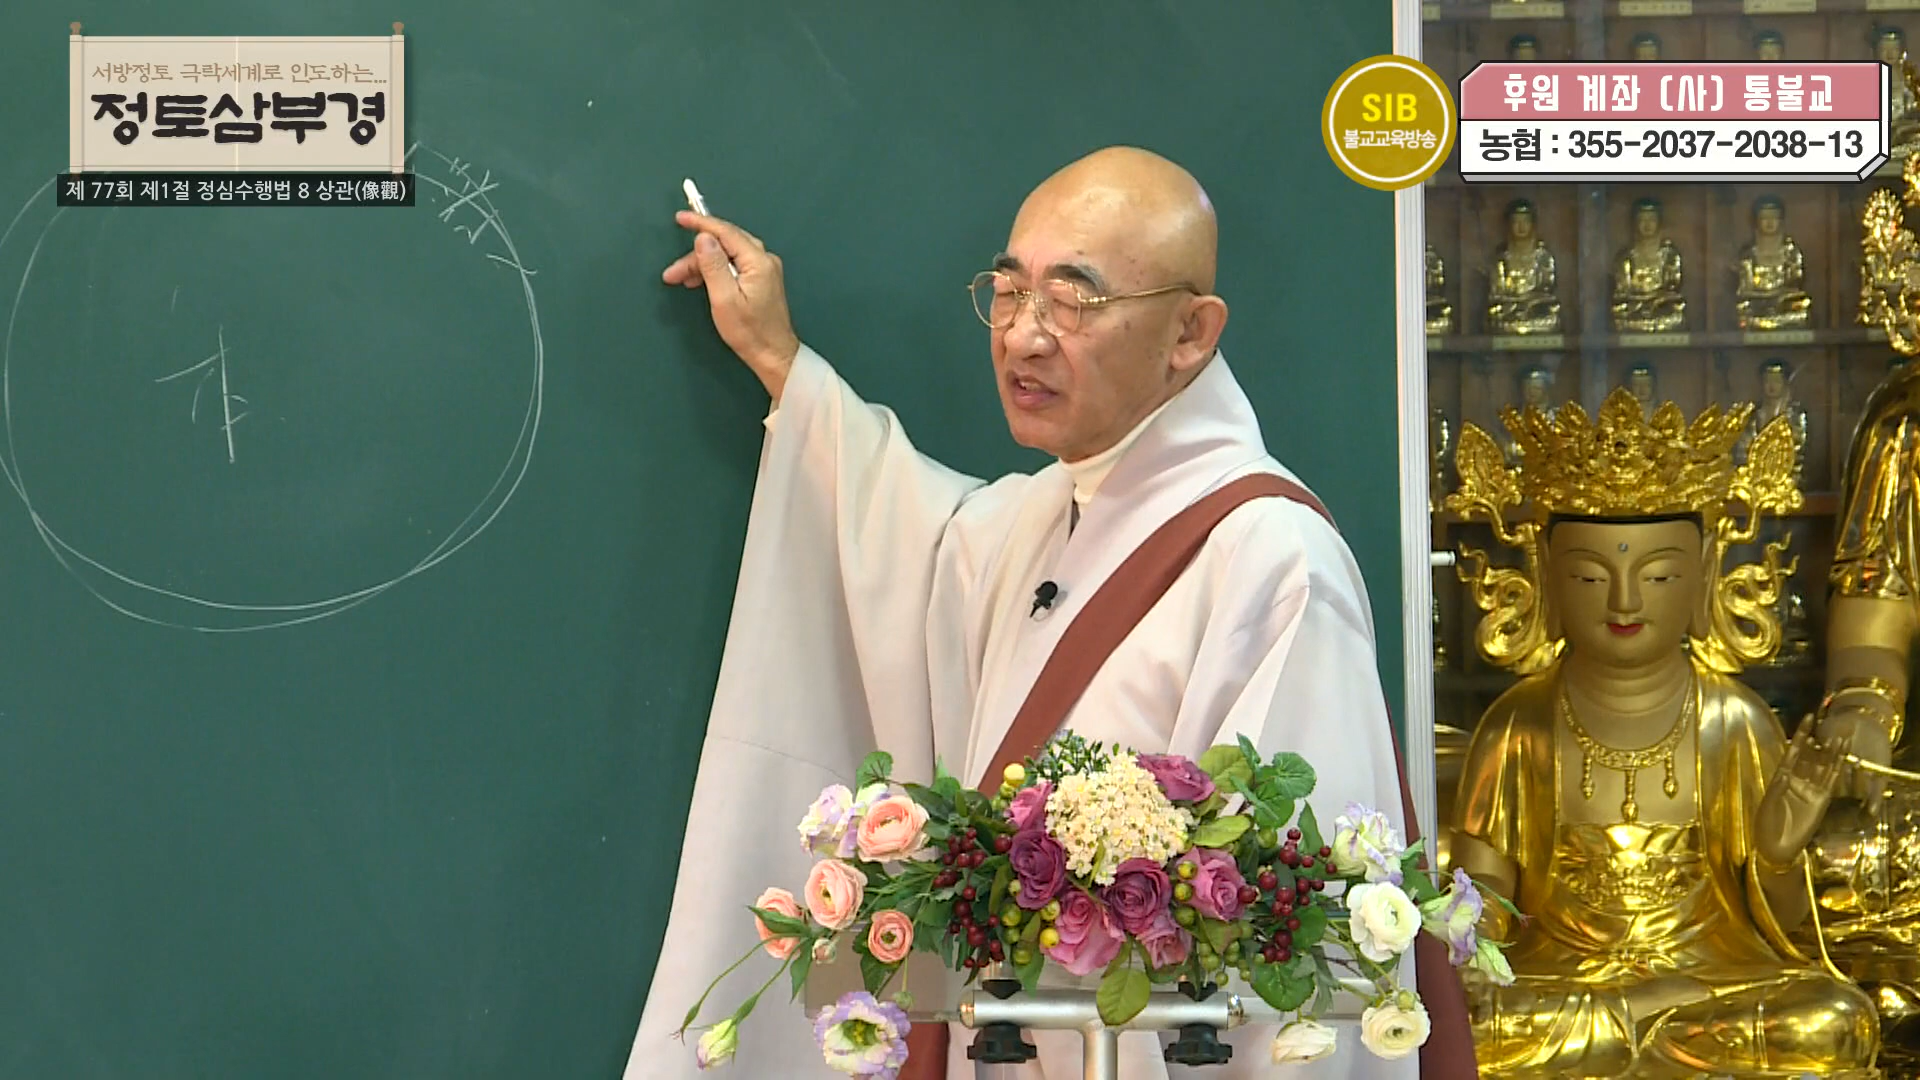 서방정토 극락세계로 인도하는...
정토삼부경
제 77회 제1절 정심수행법 8 상관(像觀)
SIB
불교교육방송
후원 계좌 (사) 통불교
농협 : 355-2037-2038-13